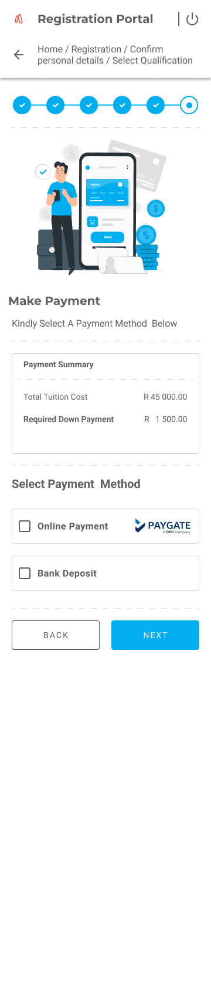 Registration Portal
Home / Registration / Confirm
personal details / Select Qualification
BANK
PAY
Make Payment
Kindly Select A Payment Method  Below
Payment Summary
Total Tuition Cost R 45 000.00
Required Down Payment R   1 500.00
Select Payment  Method
Online Payment PAYGATE
A DPO Company
Bank Deposit
BACK NEXT